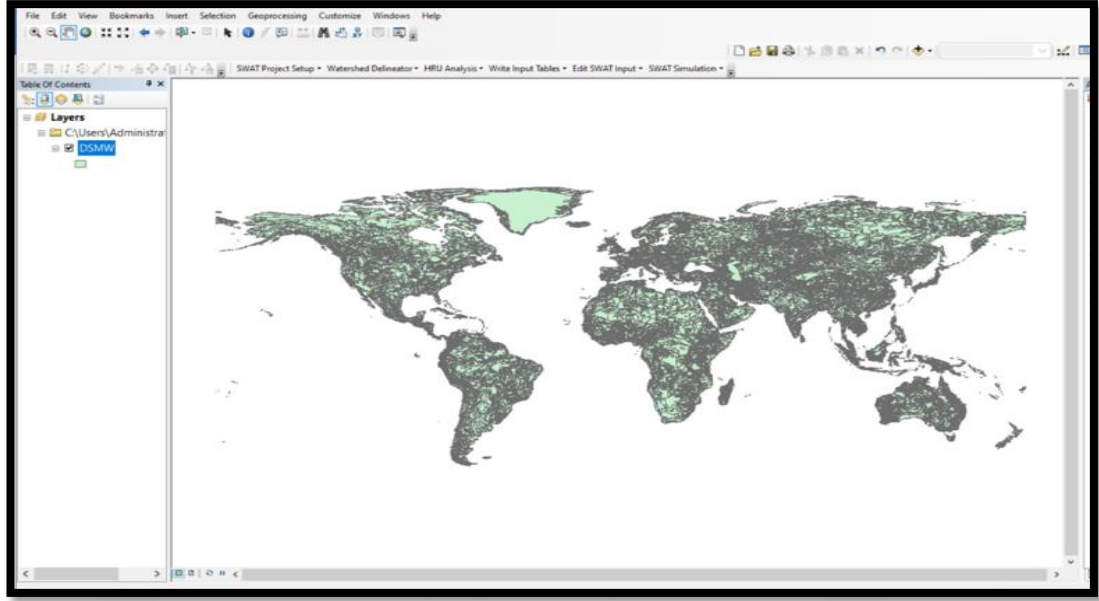 File Edit View Bookmarks Insert Selection Geoprocessing Customize Windows Help
SWAT Project Setup Watershed Delineator HRU Analysis Write Input Tables Edit SWAT Input SWAT Simulation
Table Of Contents
Layers
C:\Users\Administrat
DSMW